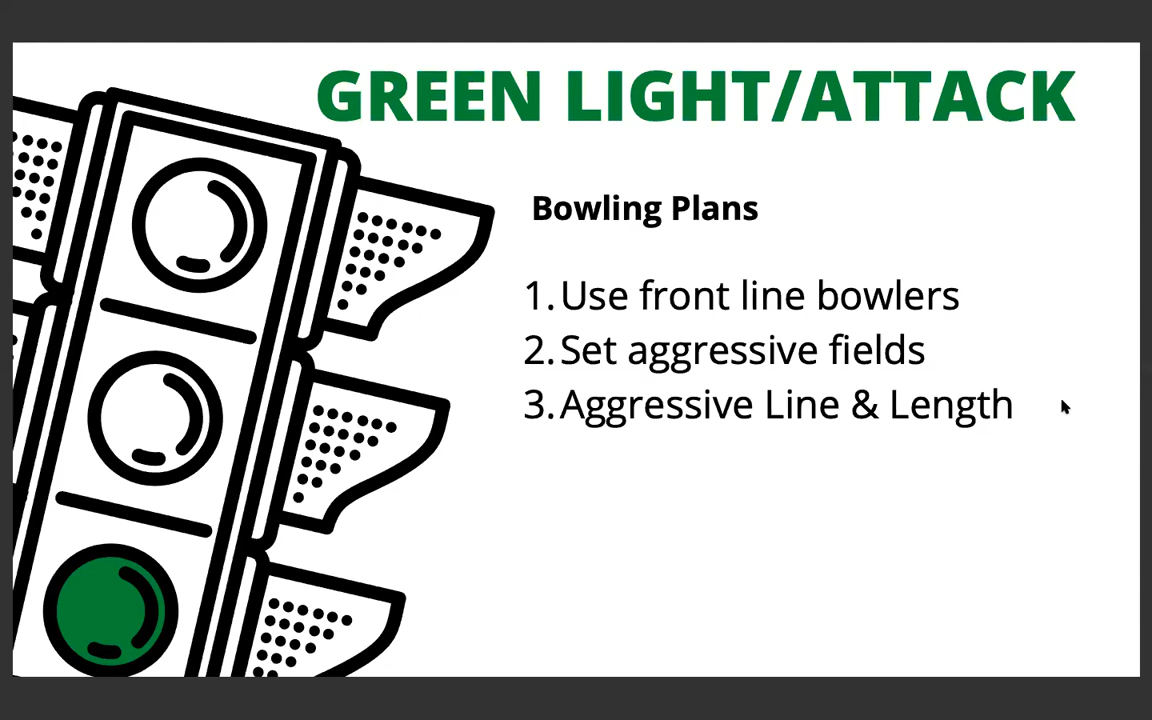 GREEN LIGHT/ATTACK
Bowling Plans
1. Use front line bowlers
2. Set aggressive fields
3. Aggressive Line & Length